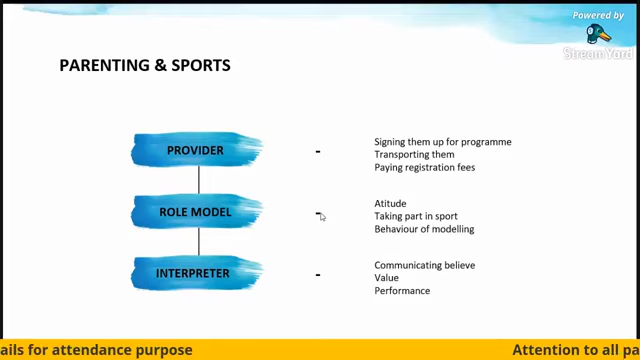 Powered by
StreamYard
PARENTING & SPORTS
PROVIDER
-
Signing them up for programme
Transporting them
Paying registration fees
ROLE MODEL
-
Atitude
Taking part in sport
Behaviour of modelling
INTERPRETER
-
Communicating believe
Value
Performance
ails for attendance purpose
Attention to all pa